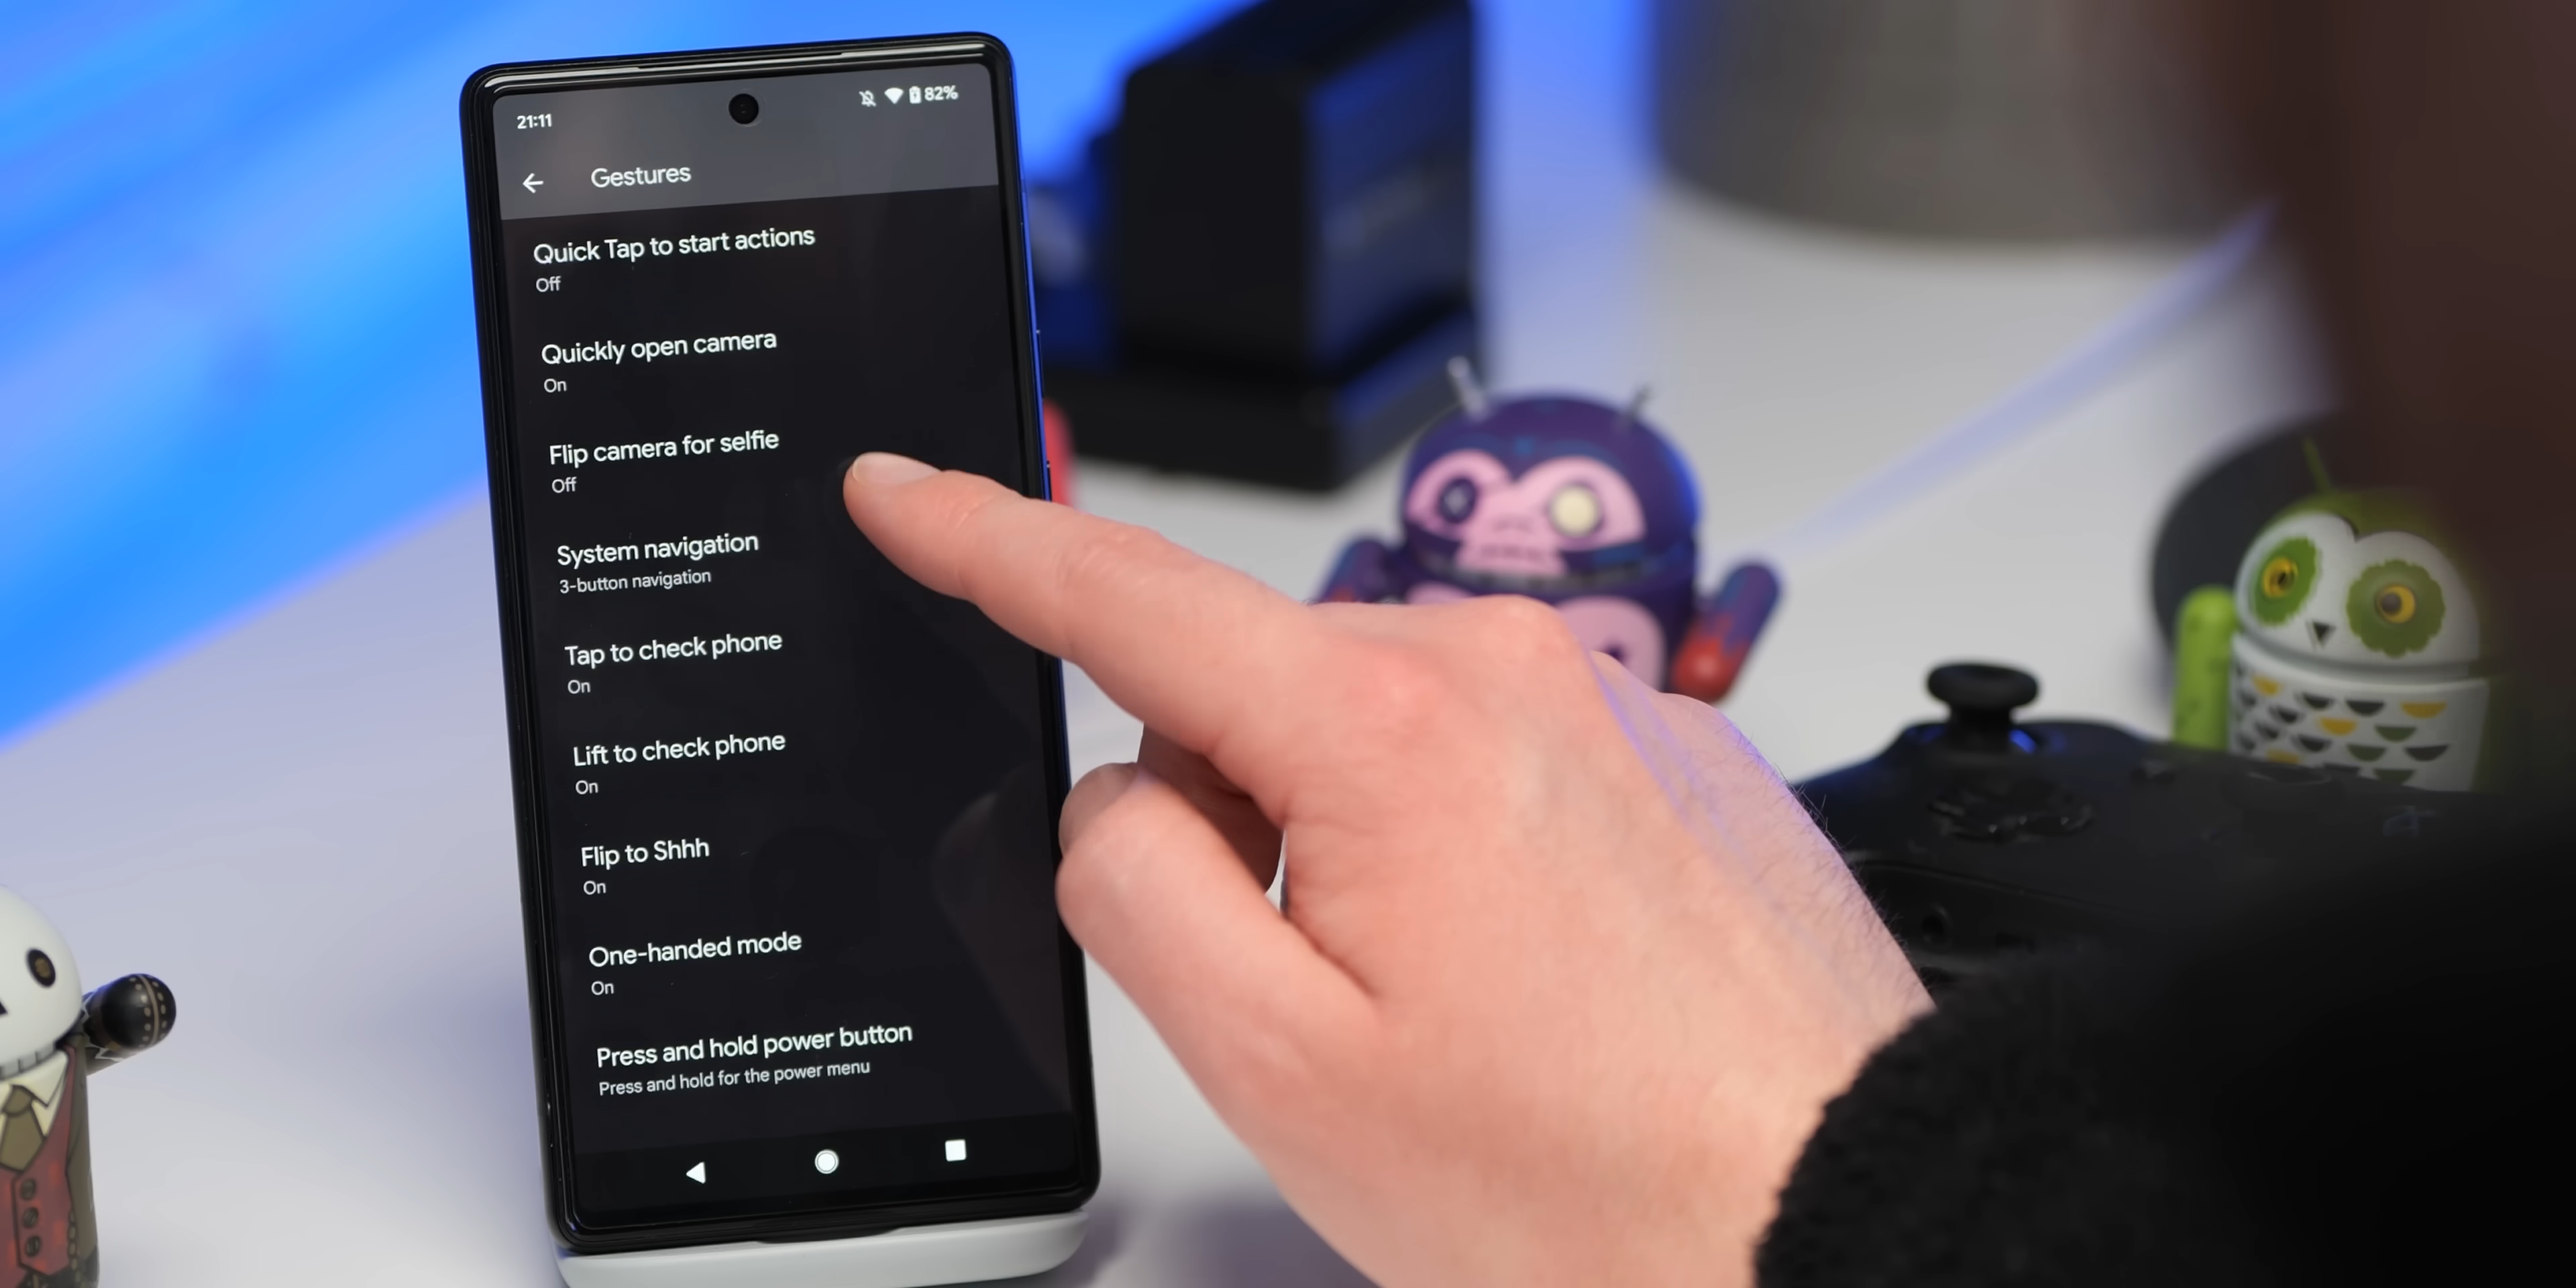 21:11
82%
Gestures
Quick Tap to start actions
Off
Quickly open camera
On
Flip camera for selfie
Off
System navigation
3-button navigation
Tap to check phone
On
Lift to check phone
On
Flip to Shhh
On
One-handed mode
On
Press and hold power button
Press and hold for the power menu